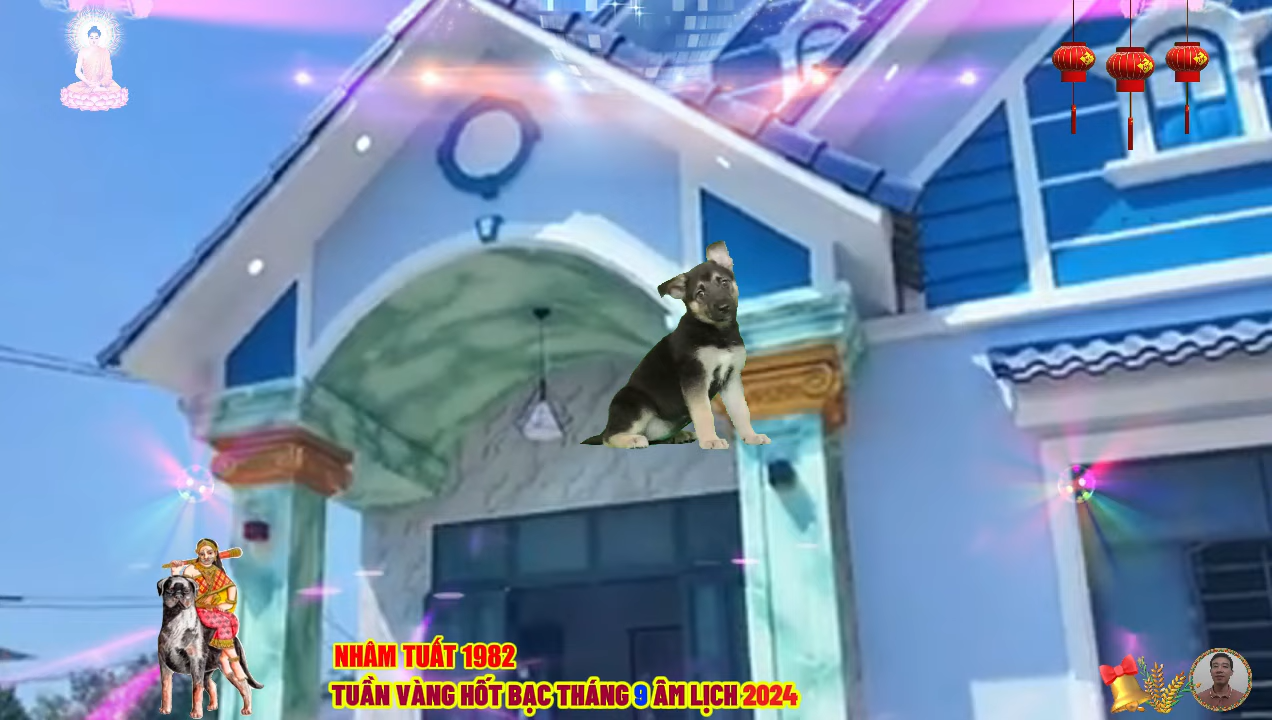 NHÂM TUẤT 1982
TUẦN VÀNG HỐT BẠC THÁNG 9 ÂM LỊCH 2024